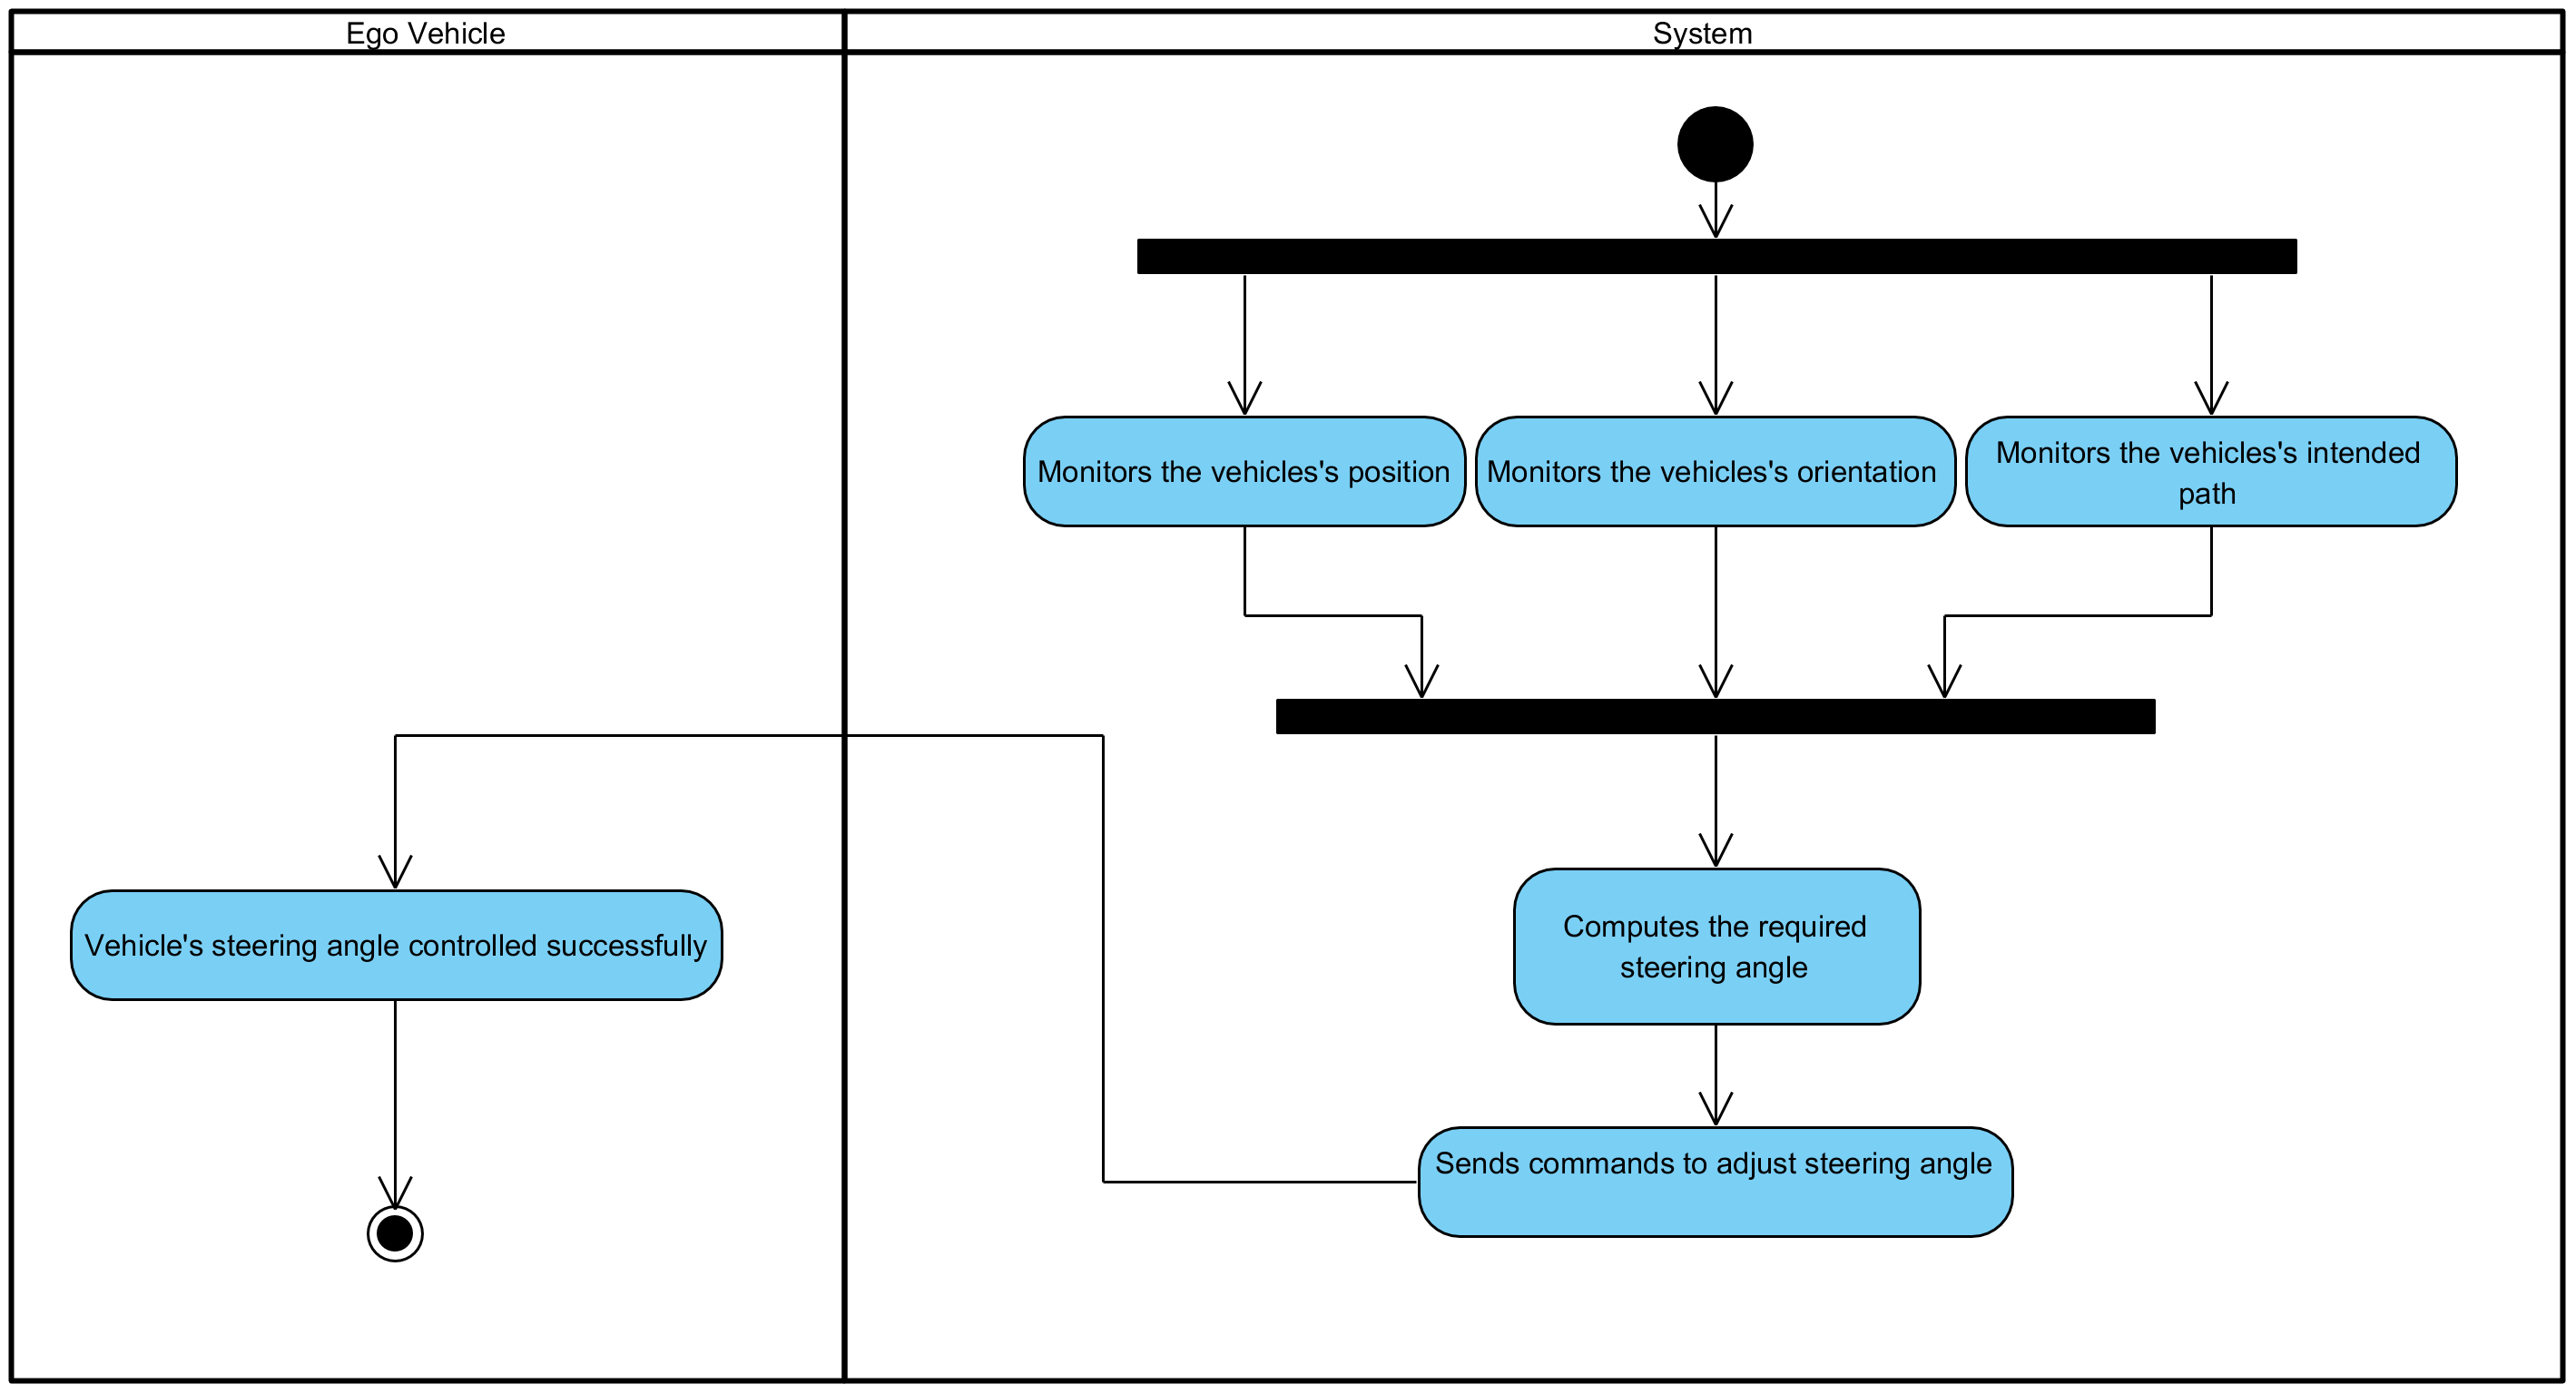 Ego Vehicle
System
Monitors the vehicles's position
Monitors the vehicles's orientation
Monitors the vehicles's intended
path
Vehicle's steering angle controlled successfully
Computes the required
steering angle
Sends commands to adjust steering angle